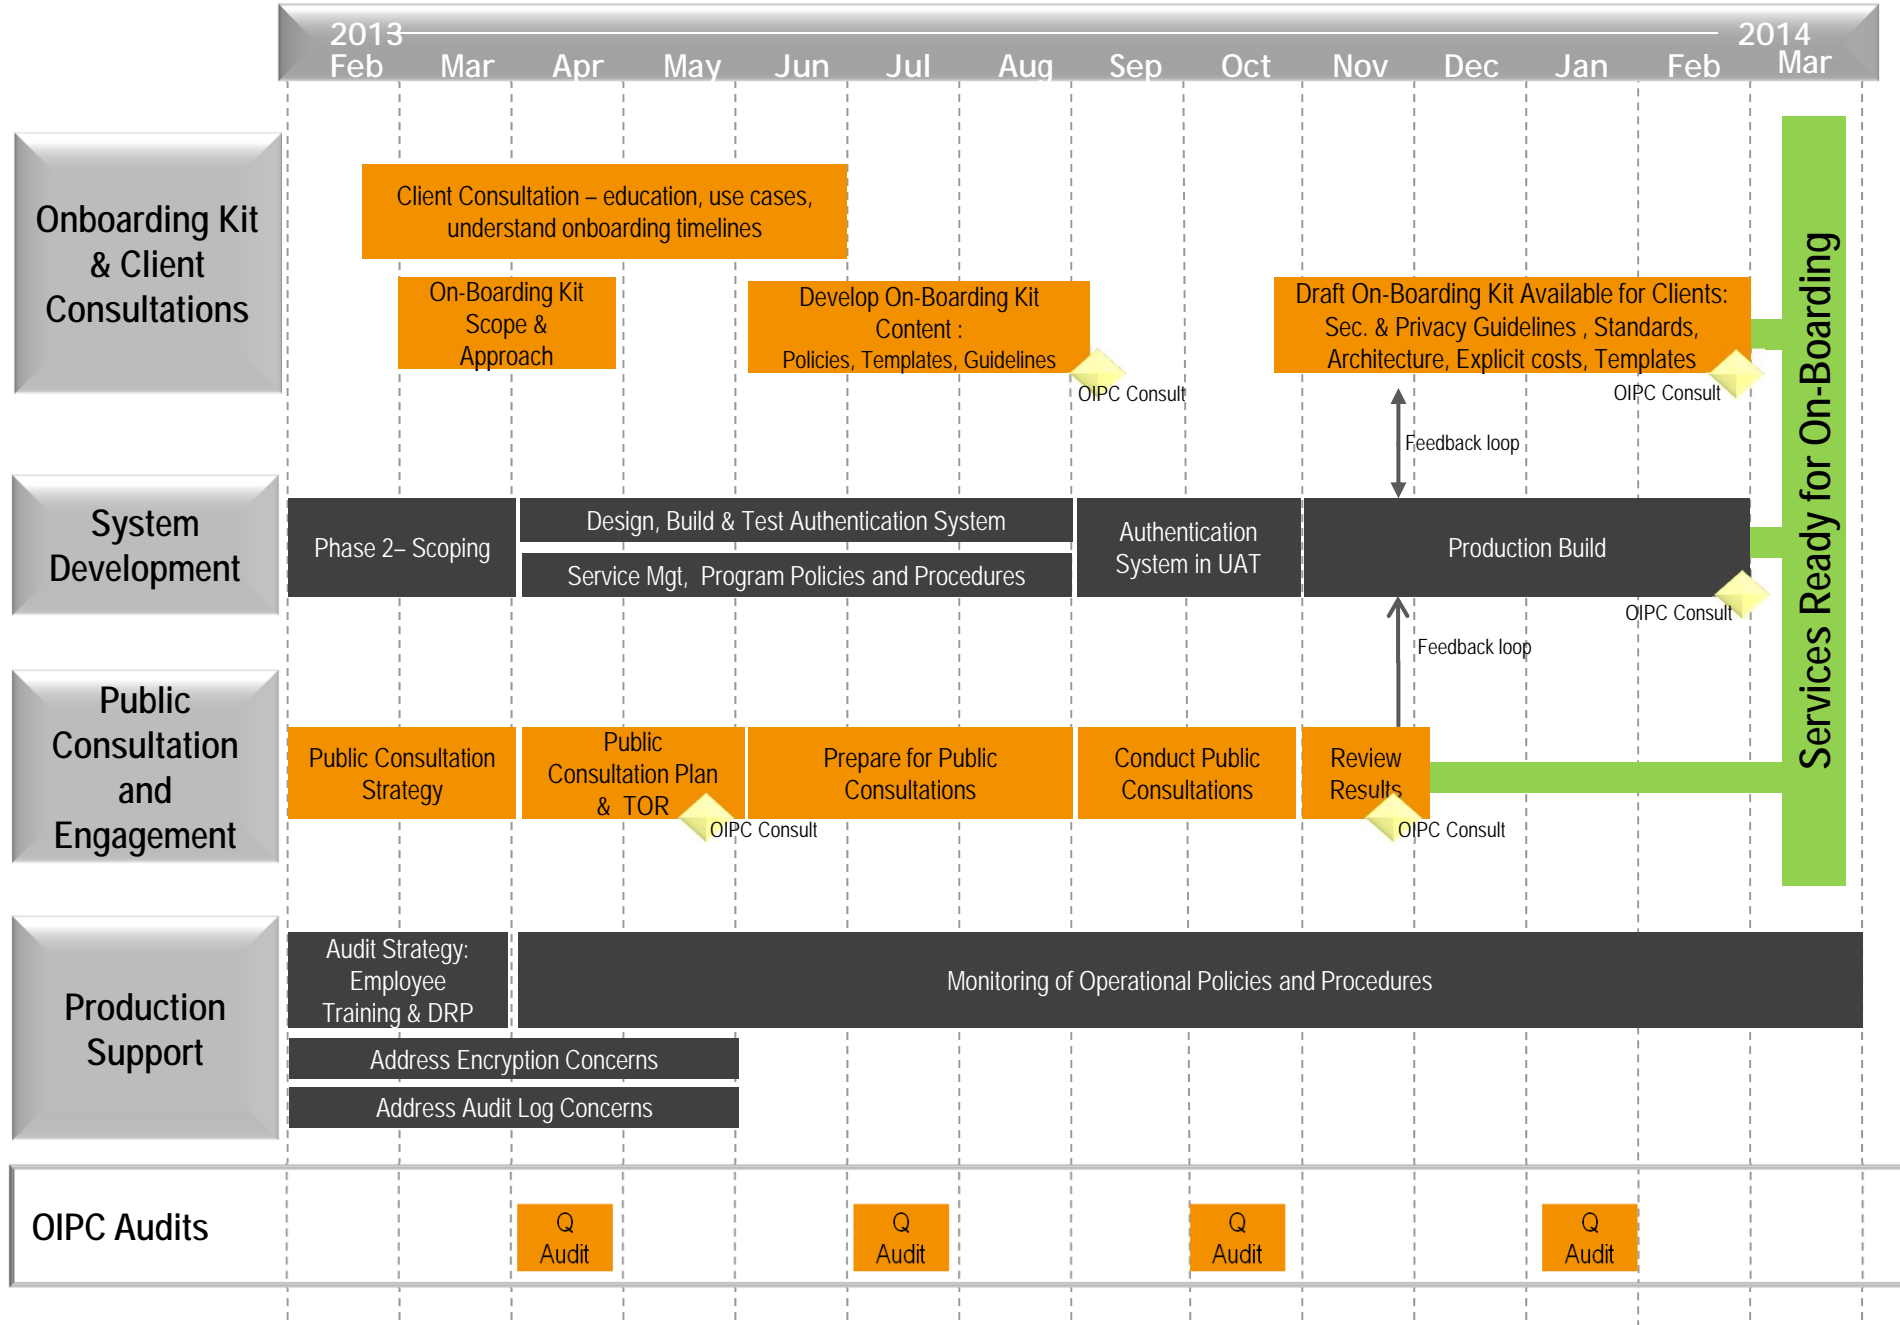 2013
2014
Feb Mar Apr May Jun Jul Aug Sep Oct Nov Dec Jan Feb Mar
Onboarding Kit
& Client
Consultations
Client Consultation – education, use cases,
understand onboarding timelines
On-Boarding Kit
Scope &
Approach
Develop On-Boarding Kit
Content :
Policies, Templates, Guidelines
OIPC Consult
Draft On-Boarding Kit Available for Clients:
Sec. & Privacy Guidelines , Standards,
Architecture, Explicit costs, Templates
OIPC Consult
Feedback loop
Services Ready for On-Boarding
System
Development
Phase 2– Scoping
Design, Build & Test Authentication System
Service Mgt, Program Policies and Procedures
Authentication
System in UAT
Production Build
OIPC Consult
Feedback loop
Public
Consultation
and
Engagement
Public Consultation
Strategy
Public
Consultation Plan
& TOR
OIPC Consult
Prepare for Public
Consultations
Conduct Public
Consultations
Review
Results
OIPC Consult
Production
Support
Audit Strategy:
Employee
Training & DRP
Monitoring of Operational Policies and Procedures
Address Encryption Concerns
Address Audit Log Concerns
OIPC Audits
Q
Audit
Q
Audit
Q
Audit
Q
Audit